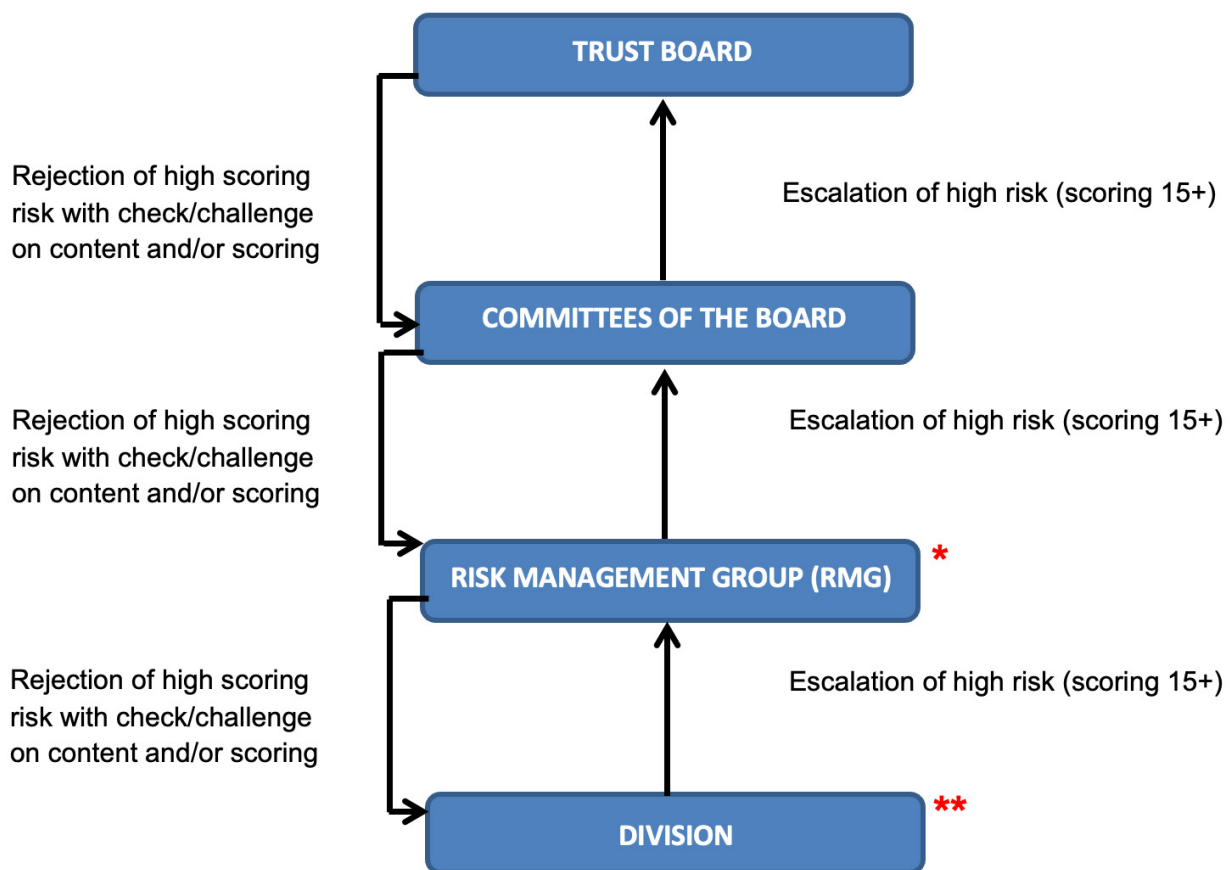 TRUST BOARD
Rejection of high scoring
risk with check/challenge
on content and/or scoring
Escalation of high risk (scoring 15+)
COMMITTEES OF THE BOARD
Rejection of high scoring
risk with check/challenge
on content and/or scoring
Escalation of high risk (scoring 15+)
RISK MANAGEMENT GROUP (RMG) *
Rejection of high scoring
risk with check/challenge
on content and/or scoring
Escalation of high risk (scoring 15+)
DIVISION **